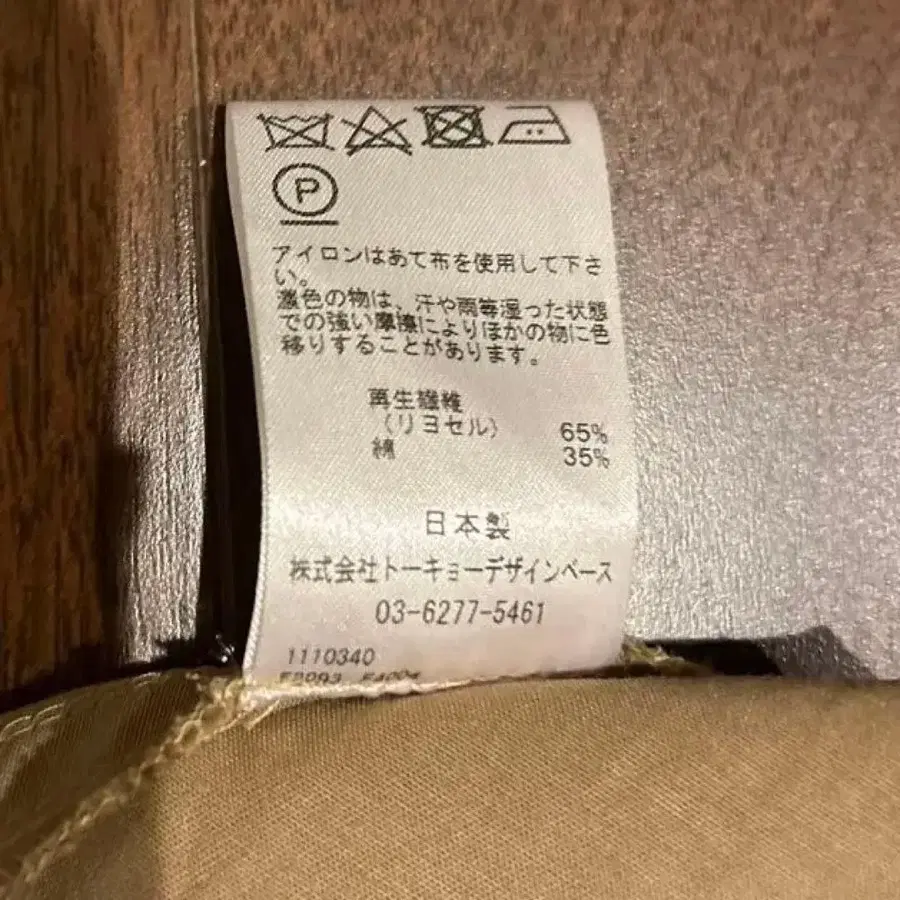 P
アイロンはあて布を使用して下さ
い。
濃色の物は、汗や雨等湿った状態
での強い摩擦によりほかの物に色
移りすることがあります。
再生繊維
（リヨセル） 65%
綿 35%
日本製
株式会社トーキョーデザインベース
03-6277-5461
1110340